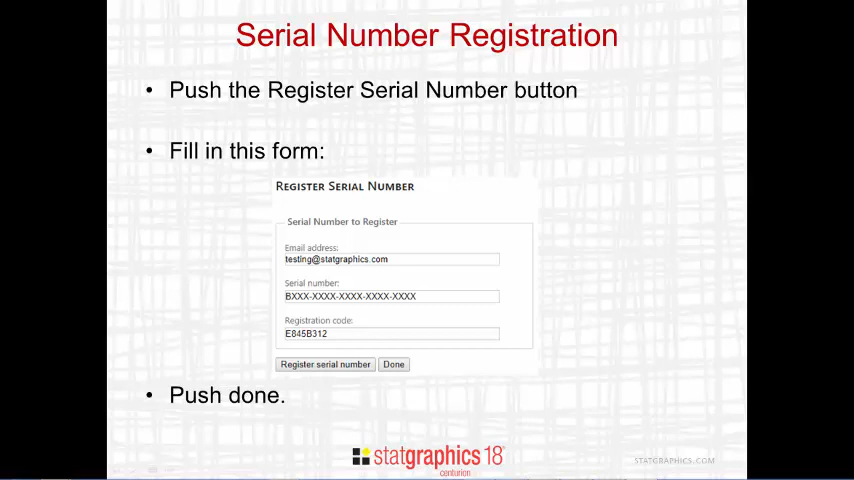 Serial Number Registration
• Push the Register Serial Number button
• Fill in this form:
REGISTER SERIAL NUMBER
Serial Number to Register
Email address:
testing@statgraphics.com
Serial number:
BXXX-XXXX-XXXX-XXXX-XXXX
Registration code:
E845B312
Register serial number Done
• Push done.
statgraphics 18®
centurion
STATGRAPHICS.COM